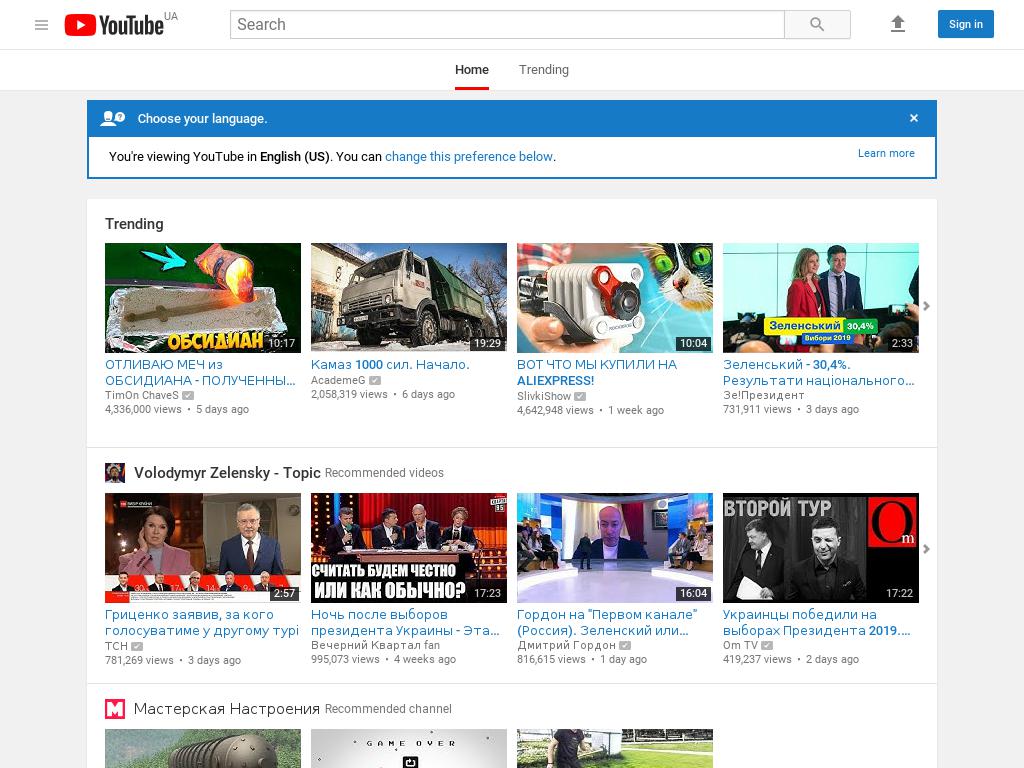 YouTube UA
Search
Sign in
Home Trending
Choose your language. ×
You're viewing YouTube in English (US). You can change this preference below.
Learn more
Trending
ОБСИДИАН 10:17
19:29
10:04
Зеленський 30,4%
Вибори 2019
2:33
ОТЛИВАЮ МЕЧ из
ОБСИДИАНА - ПОЛУЧЕННЫ...
TimOn ChaveS
4,336,000 views • 5 days ago
Камаз 1000 сил. Начало.
AcademeG
2,058,319 views • 6 days ago
ВОТ ЧТО МЫ КУПИЛИ НА
ALIEXPRESS!
SlivkiShow
4,642,948 views • 1 week ago
Зеленський - 30,4%.
Результати національного...
Зе!Президент
731,911 views • 3 days ago
Volodymyr Zelensky - Topic Recommended videos
2:57
СЧИТАТЬ БУДЕМ ЧЕСТНО
ИЛИ КАК ОБЫЧНО?
17:23
16:04
ВТОРОЙ ТУР
Om
17:22
Гриценко заявив, за кого
голосуватиме у другому турі
ТСН
781,269 views • 3 days ago
Ночь после выборов
президента Украины - Эта...
Вечерний Квартал fan
995,073 views • 4 weeks ago
Гордон на "Первом канале"
(Россия). Зеленский или...
Дмитрий Гордон
816,615 views • 1 day ago
Украинцы победили на
выборах Президента 2019....
Om TV
419,237 views • 2 days ago
Мастерская Настроения Recommended channel
GAME OVER